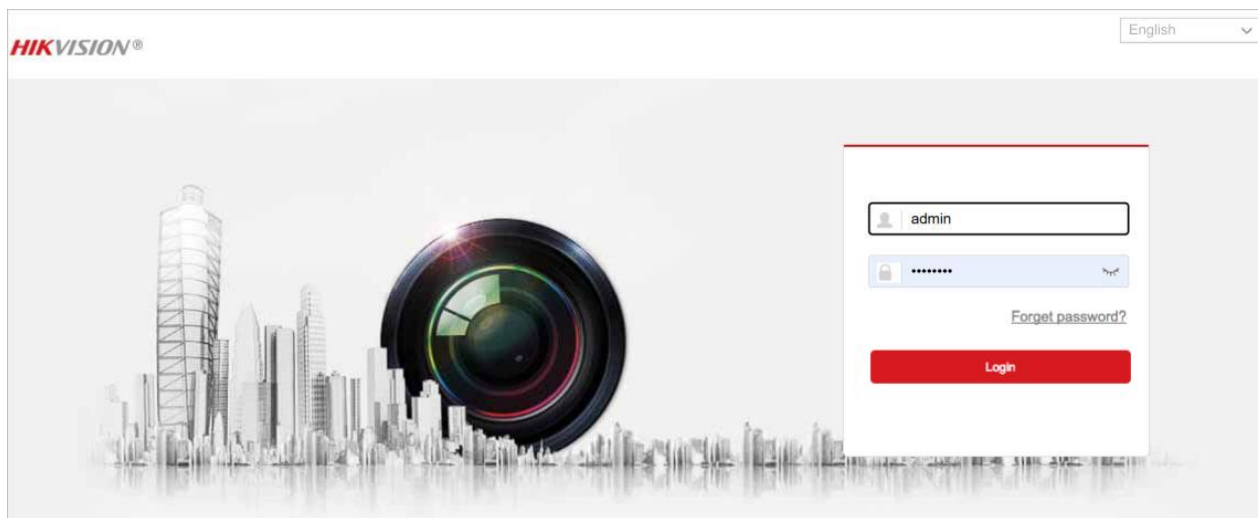 HIKVISION®
English
admin
••••••••
Forget password?
Login